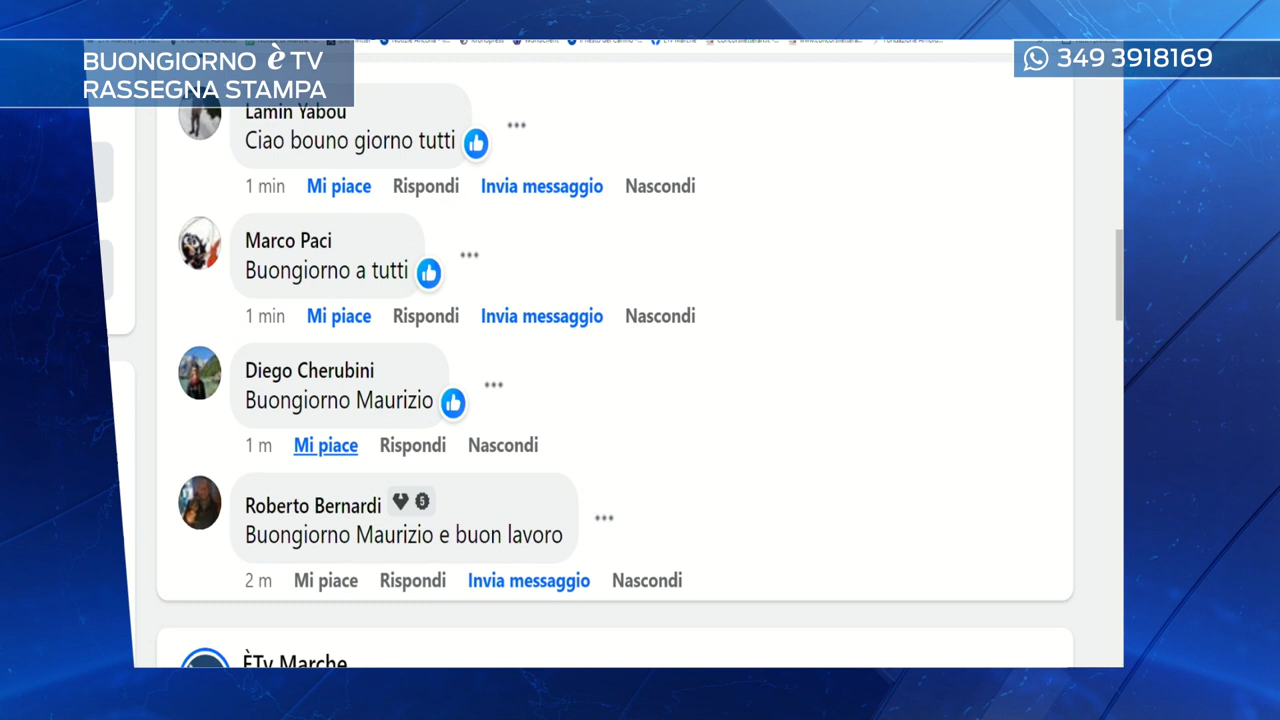 BUONGIORNO è TV
RASSEGNA STAMPA
349 3918169
Lamin Yabou
Ciao bouno giorno tutti
1 min Mi piace Rispondi Invia messaggio Nascondi
Marco Paci
Buongiorno a tutti
1 min Mi piace Rispondi Invia messaggio Nascondi
Diego Cherubini
Buongiorno Maurizio
1 m Mi piace Rispondi Nascondi
Roberto Bernardi 5
Buongiorno Maurizio e buon lavoro
2 m Mi piace Rispondi Invia messaggio Nascondi
ÈTv Marche